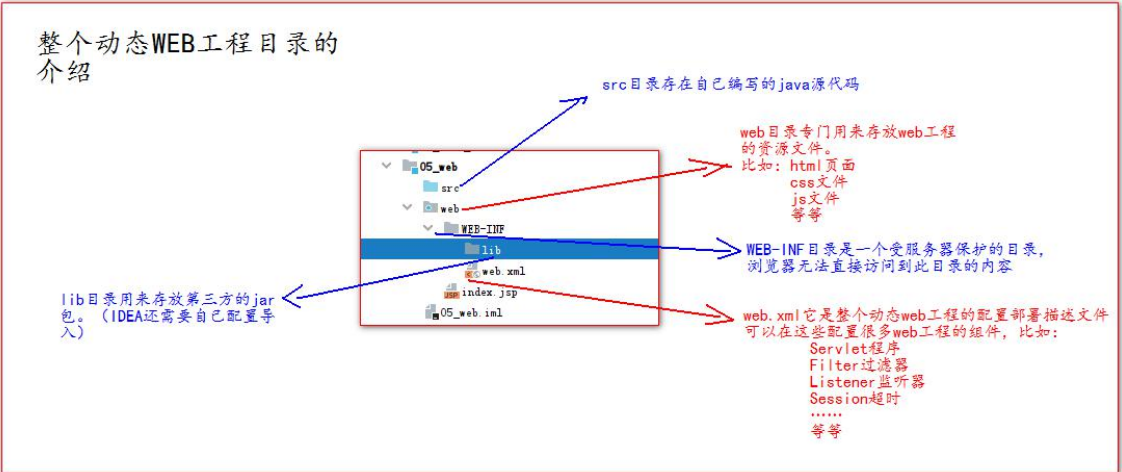 整个动态WEB工程目录的
介绍
src目录存在自己编写的java源代码
web目录专门用来存放web工程
的资源文件。
比如：html页面
css文件
js文件
等等
05_web
src
web
WEB-INF
lib
web.xml
index.jsp
05_web.iml
WEB-INF目录是一个受服务器保护的目录，
浏览器无法直接访问到此目录的内容
lib目录用来存放第三方的jar
包。（IDEA还需要自己配置导
入）
web.xml它是整个动态web工程的配置部署描述文件
可以在这些配置很多web工程的组件，比如：
Servlet程序
Filter过滤器
Listener监听器
Session超时
……
等等